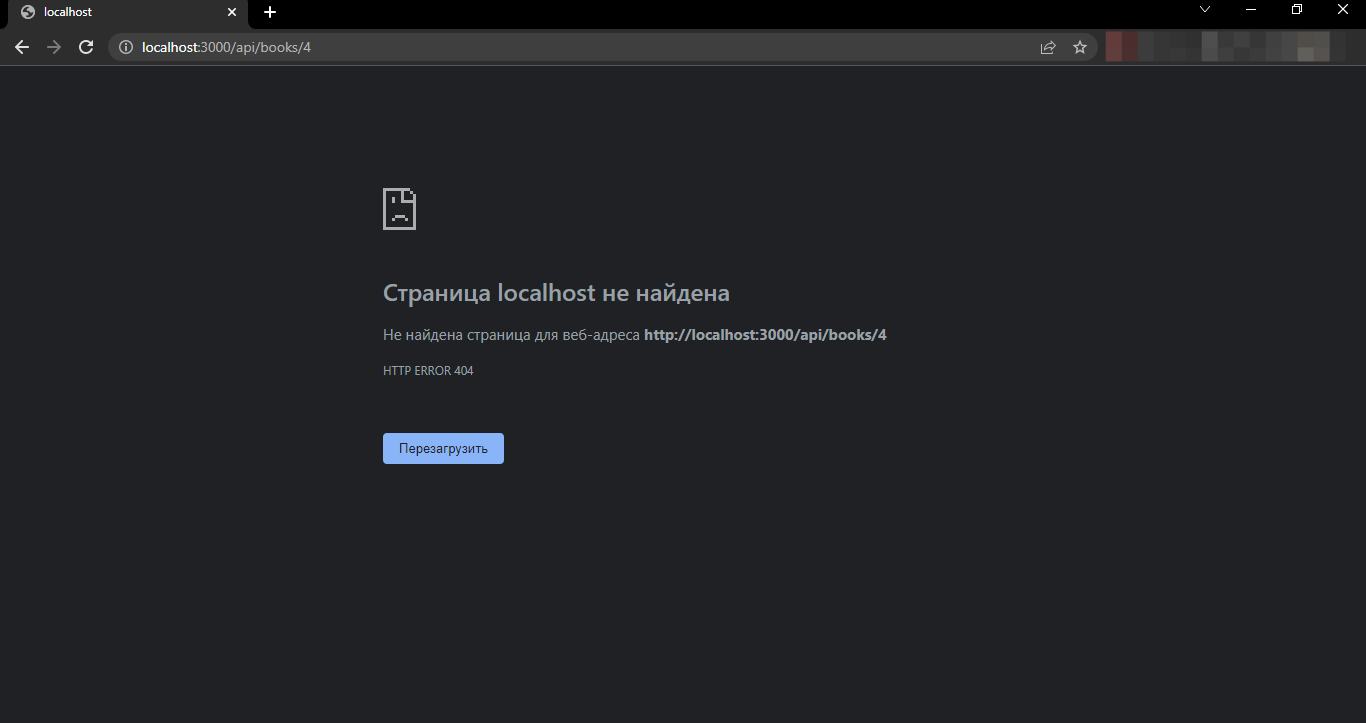 localhost
localhost:3000/api/books/4
Страница localhost не найдена
Не найдена страница для веб-адреса http://localhost:3000/api/books/4
HTTP ERROR 404
Перезагрузить